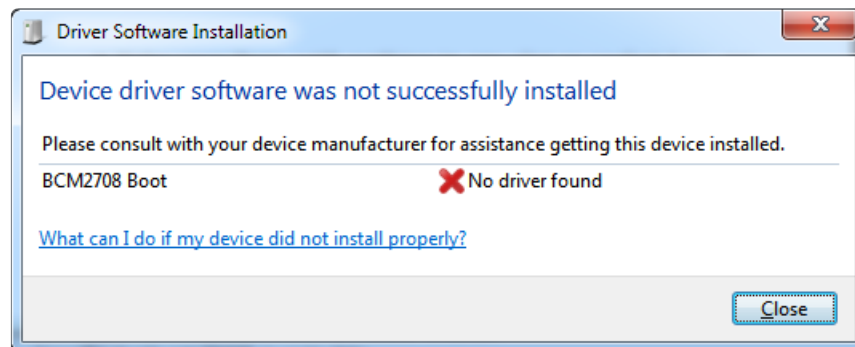 Driver Software Installation
Device driver software was not successfully installed
Please consult with your device manufacturer for assistance getting this device installed.
BCM2708 Boot No driver found
What can I do if my device did not install properly?
Close